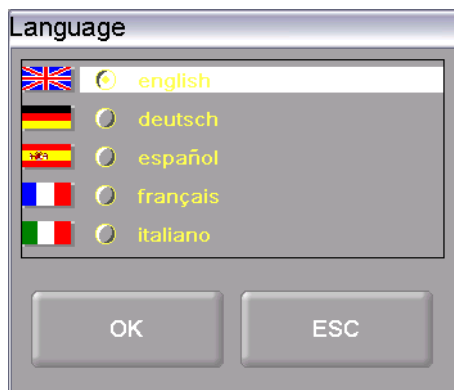 Language
english
deutsch
español
français
italiano
OK ESC